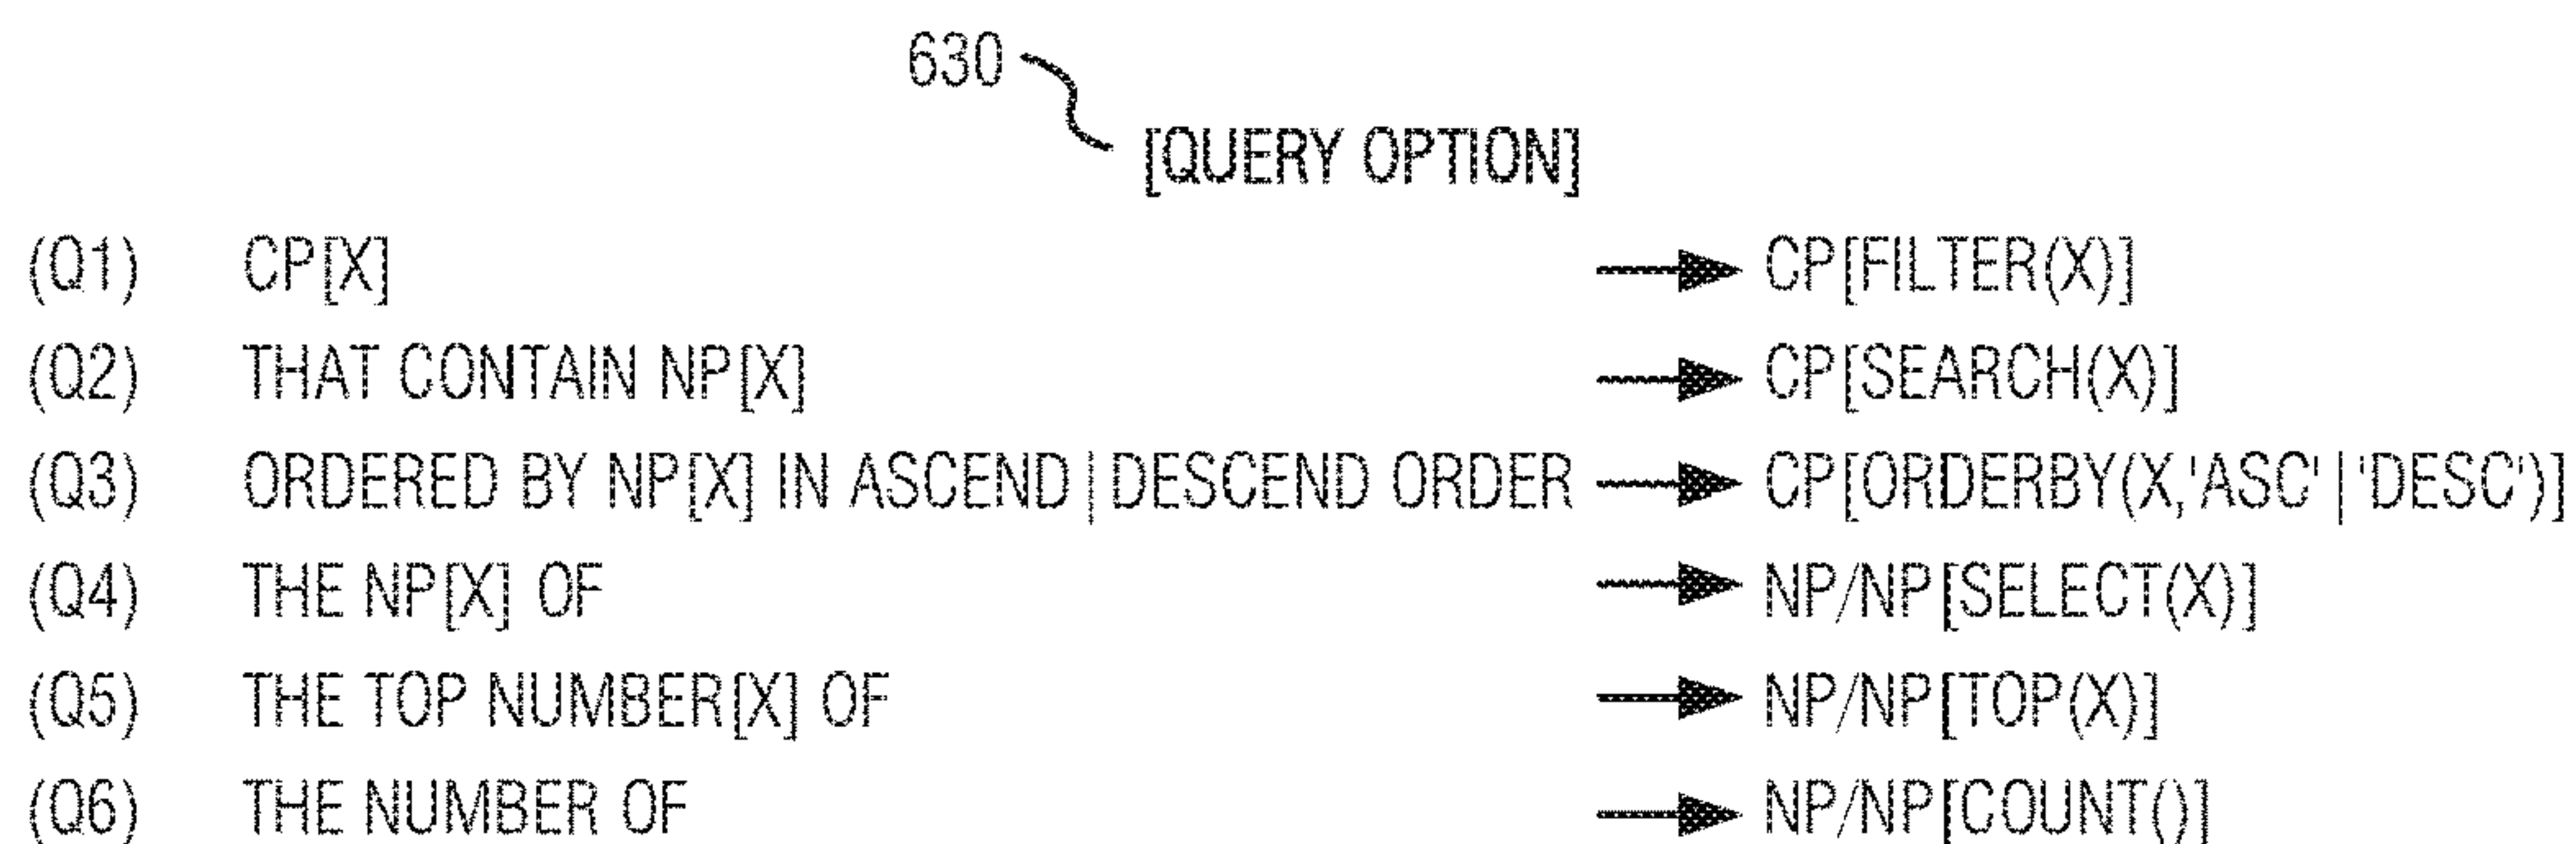 630
[QUERY OPTION]
(Q1) CP[X] → CP[FILTER(X)]
(Q2) THAT CONTAIN NP[X] → CP[SEARCH(X)]
(Q3) ORDERED BY NP[X] IN ASCEND|DESCEND ORDER → CP[ORDERBY(X,'ASC' | 'DESC')]
(Q4) THE NP[X] OF → NP/NP[SELECT(X)]
(Q5) THE TOP NUMBER[X] OF → NP/NP[TOP(X)]
(Q6) THE NUMBER OF → NP/NP[COUNT()]